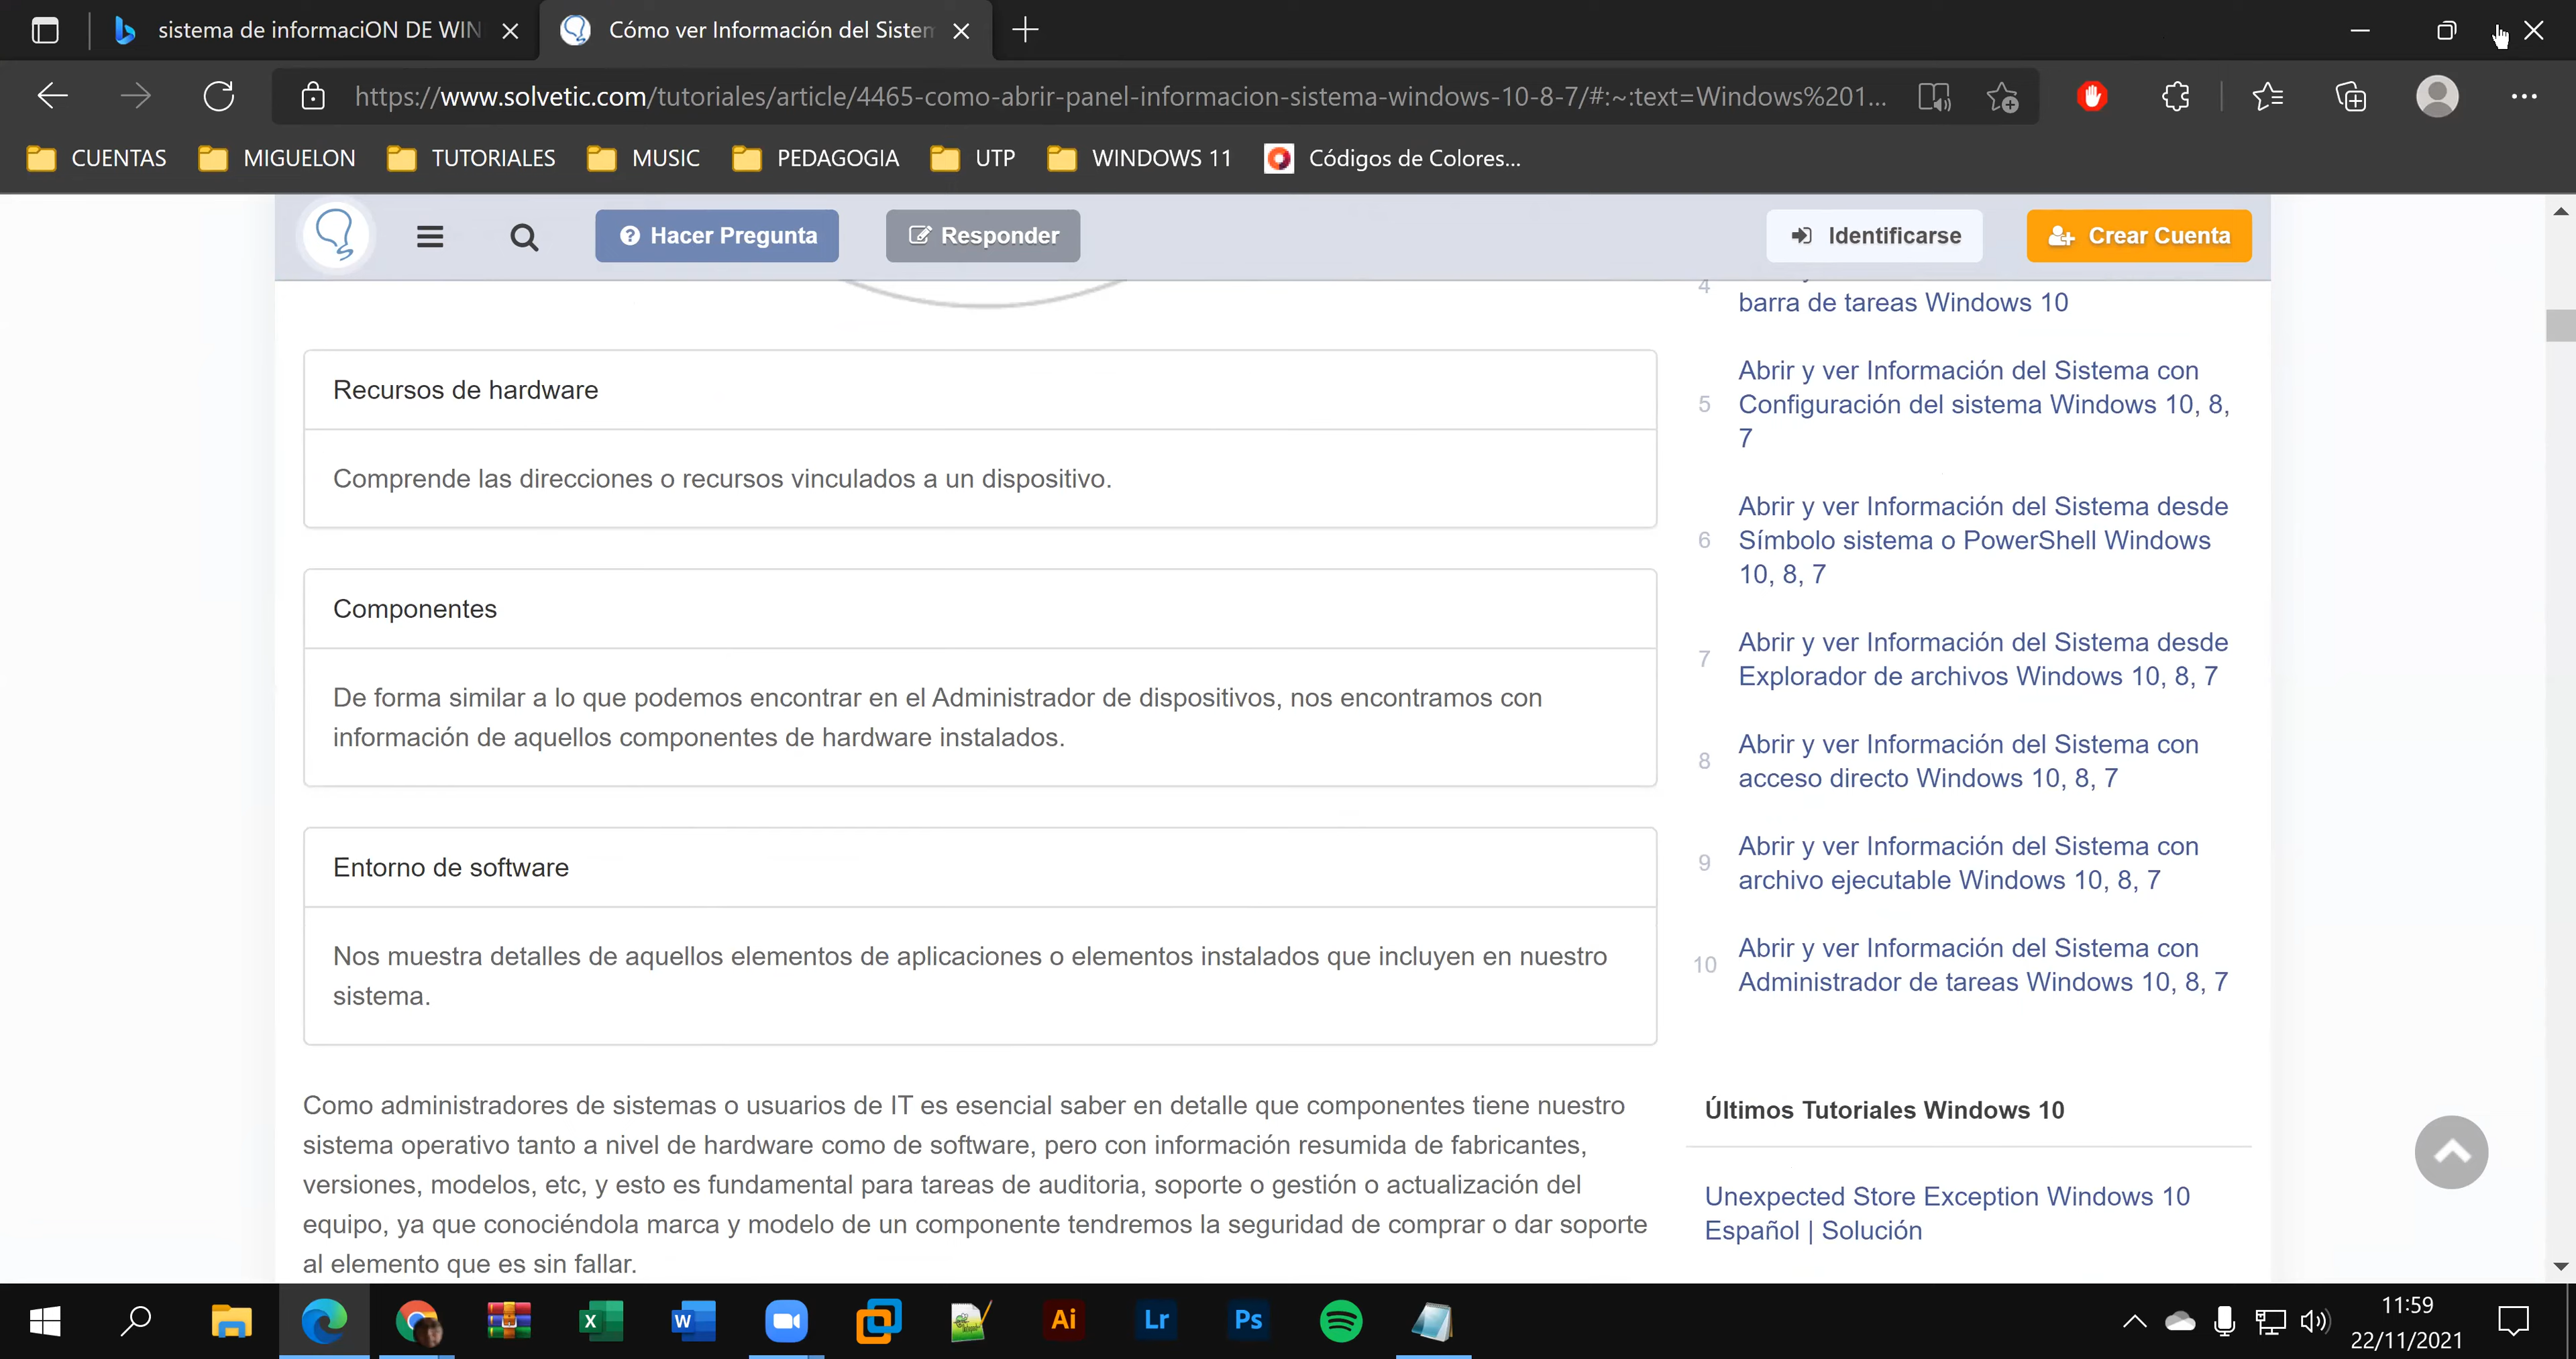 sistema de informaciON DE WIN
Cómo ver Información del Sistem
https://www.solvetic.com/tutoriales/article/4465-como-abrir-panel-informacion-sistema-windows-10-8-7/#:~:text=Windows%201...
CUENTAS
MIGUELON
TUTORIALES
MUSIC
PEDAGOGIA
UTP
WINDOWS 11
Códigos de Colores...
Hacer Pregunta
Responder
Identificarse
Crear Cuenta
Recursos de hardware
Comprende las direcciones o recursos vinculados a un dispositivo.
Componentes
De forma similar a lo que podemos encontrar en el Administrador de dispositivos, nos encontramos con
información de aquellos componentes de hardware instalados.
Entorno de software
Nos muestra detalles de aquellos elementos de aplicaciones o elementos instalados que incluyen en nuestro
sistema.
Como administradores de sistemas o usuarios de IT es esencial saber en detalle que componentes tiene nuestro
sistema operativo tanto a nivel de hardware como de software, pero con información resumida de fabricantes,
versiones, modelos, etc, y esto es fundamental para tareas de auditoria, soporte o gestión o actualización del
equipo, ya que conociéndola marca y modelo de un componente tendremos la seguridad de comprar o dar soporte
al elemento que es sin fallar.
4
barra de tareas Windows 10
Abrir y ver Información del Sistema con
5 Configuración del sistema Windows 10, 8,
7
Abrir y ver Información del Sistema desde
6 Símbolo sistema o PowerShell Windows
10, 8, 7
Abrir y ver Información del Sistema desde
7 Explorador de archivos Windows 10, 8, 7
Abrir y ver Información del Sistema con
8 acceso directo Windows 10, 8, 7
Abrir y ver Información del Sistema con
9 archivo ejecutable Windows 10, 8, 7
Abrir y ver Información del Sistema con
10 Administrador de tareas Windows 10, 8, 7
Últimos Tutoriales Windows 10
Unexpected Store Exception Windows 10
Español | Solución
Ai
Lr
Ps
11:59
22/11/2021